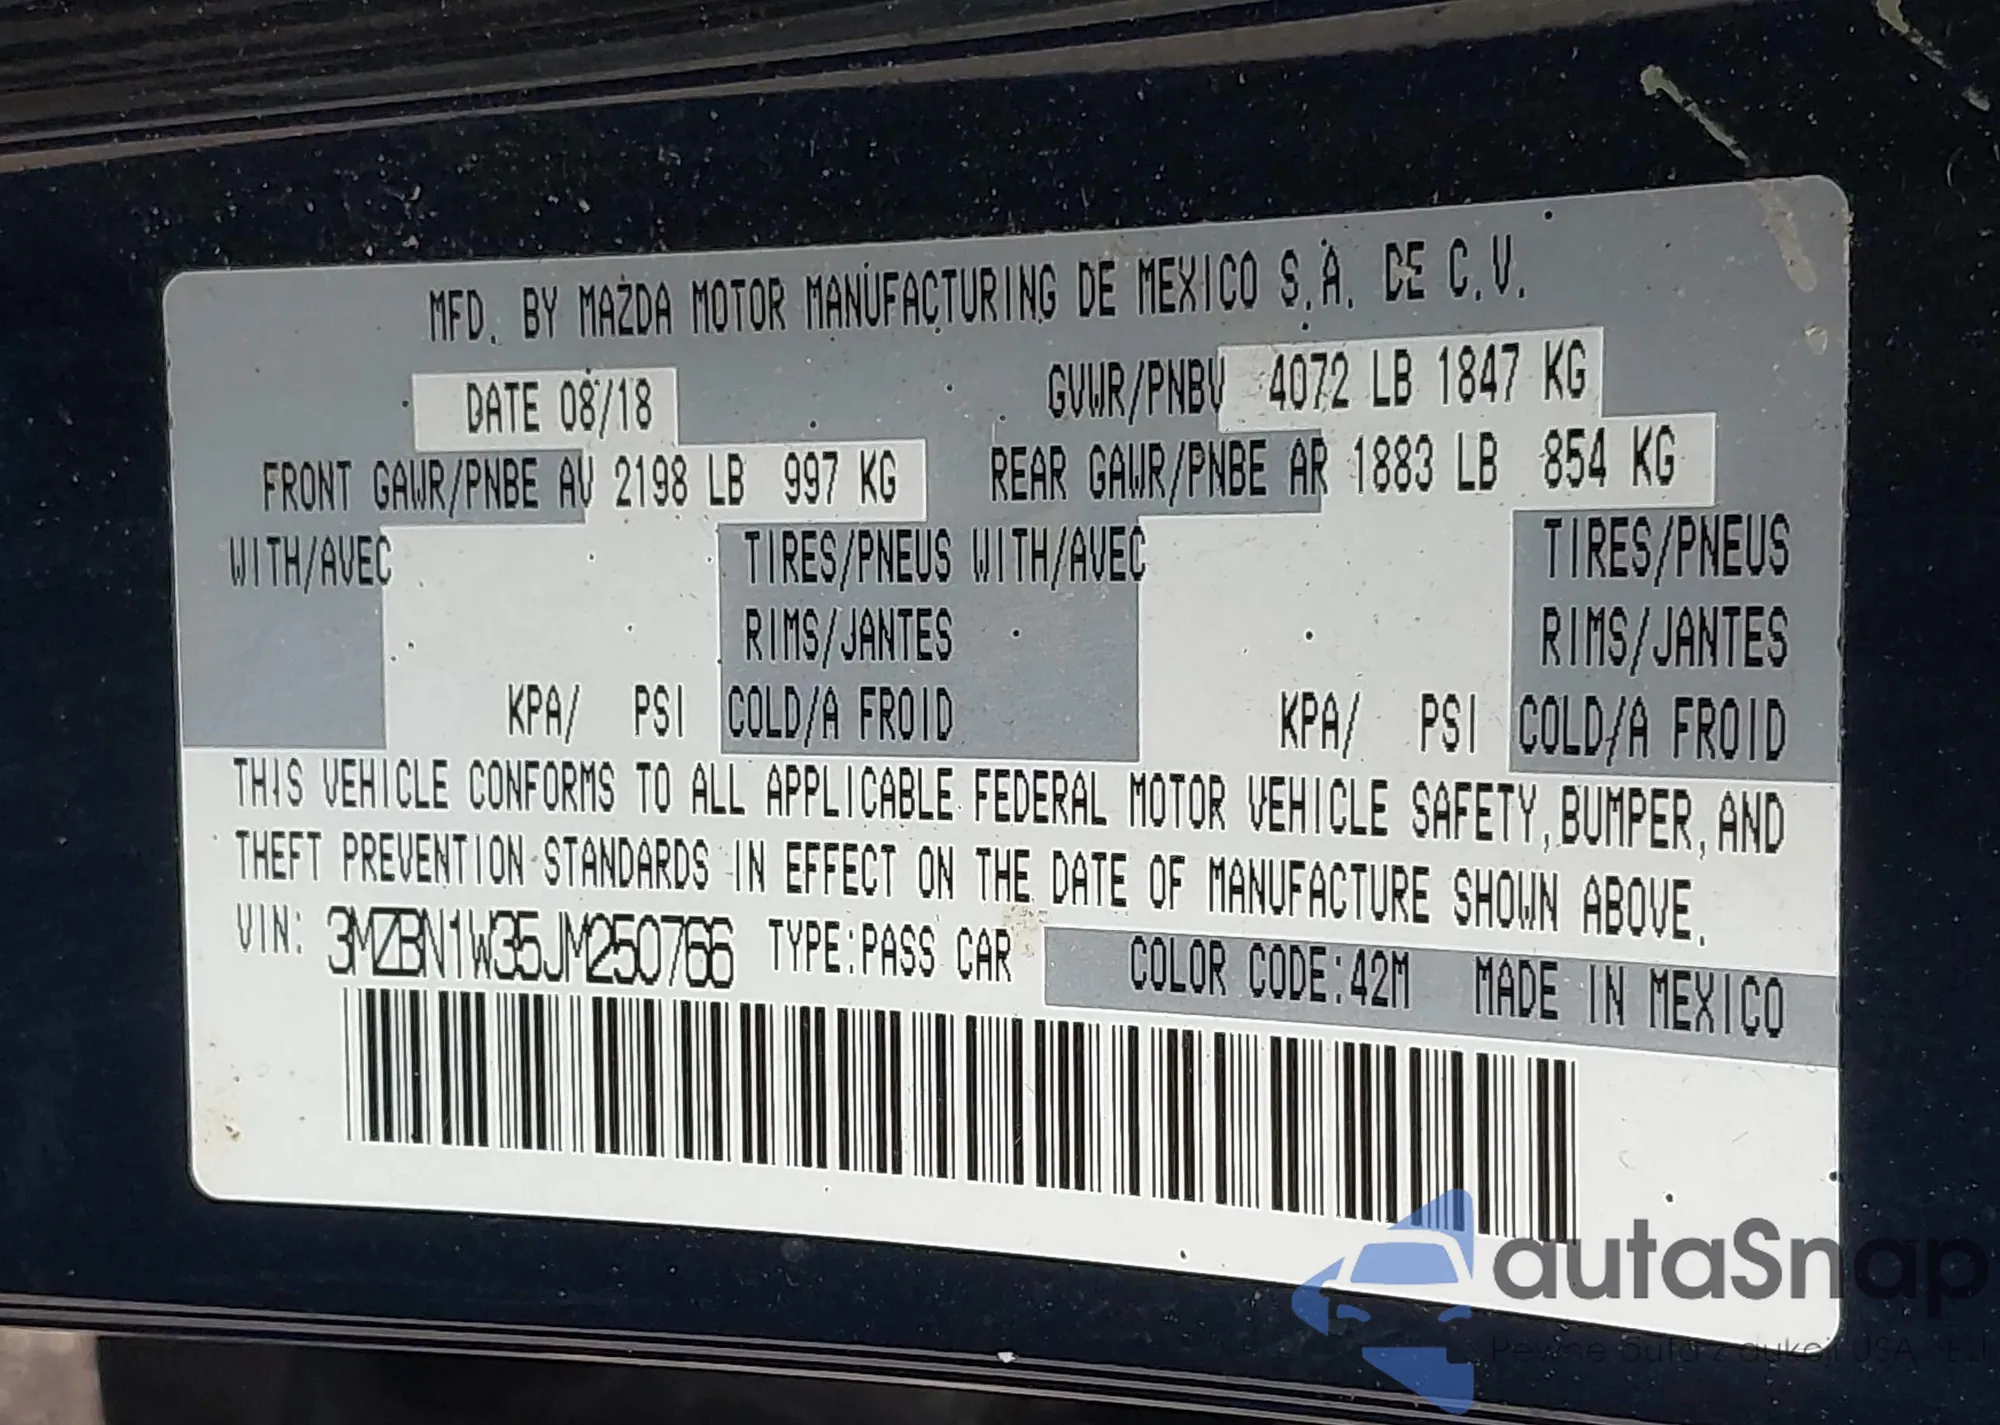 MFD. BY MAZDA MOTOR MANUFACTURING DE MEXICO S.A. DE C.V.
DATE 08/18 GVWR/PNBV 4072 LB 1847 KG
FRONT GAWR/PNBE AV 2198 LB 997 KG REAR GAWR/PNBE AR 1883 LB 854 KG
WITH/AVEC TIRES/PNEUS WITH/AVEC TIRES/PNEUS
RIMS/JANTES RIMS/JANTES
KPA/ PSI COLD/A FROID KPA/ PSI COLD/A FROID
THIS VEHICLE CONFORMS TO ALL APPLICABLE FEDERAL MOTOR VEHICLE SAFETY, BUMPER, AND
THEFT PREVENTION STANDARDS IN EFFECT ON THE DATE OF MANUFACTURE SHOWN ABOVE.
VIN: 3MZBN1W35JM250766 TYPE: PASS CAR COLOR CODE: 42M MADE IN MEXICO
autaSnap
Pewne auta z aukcji USA